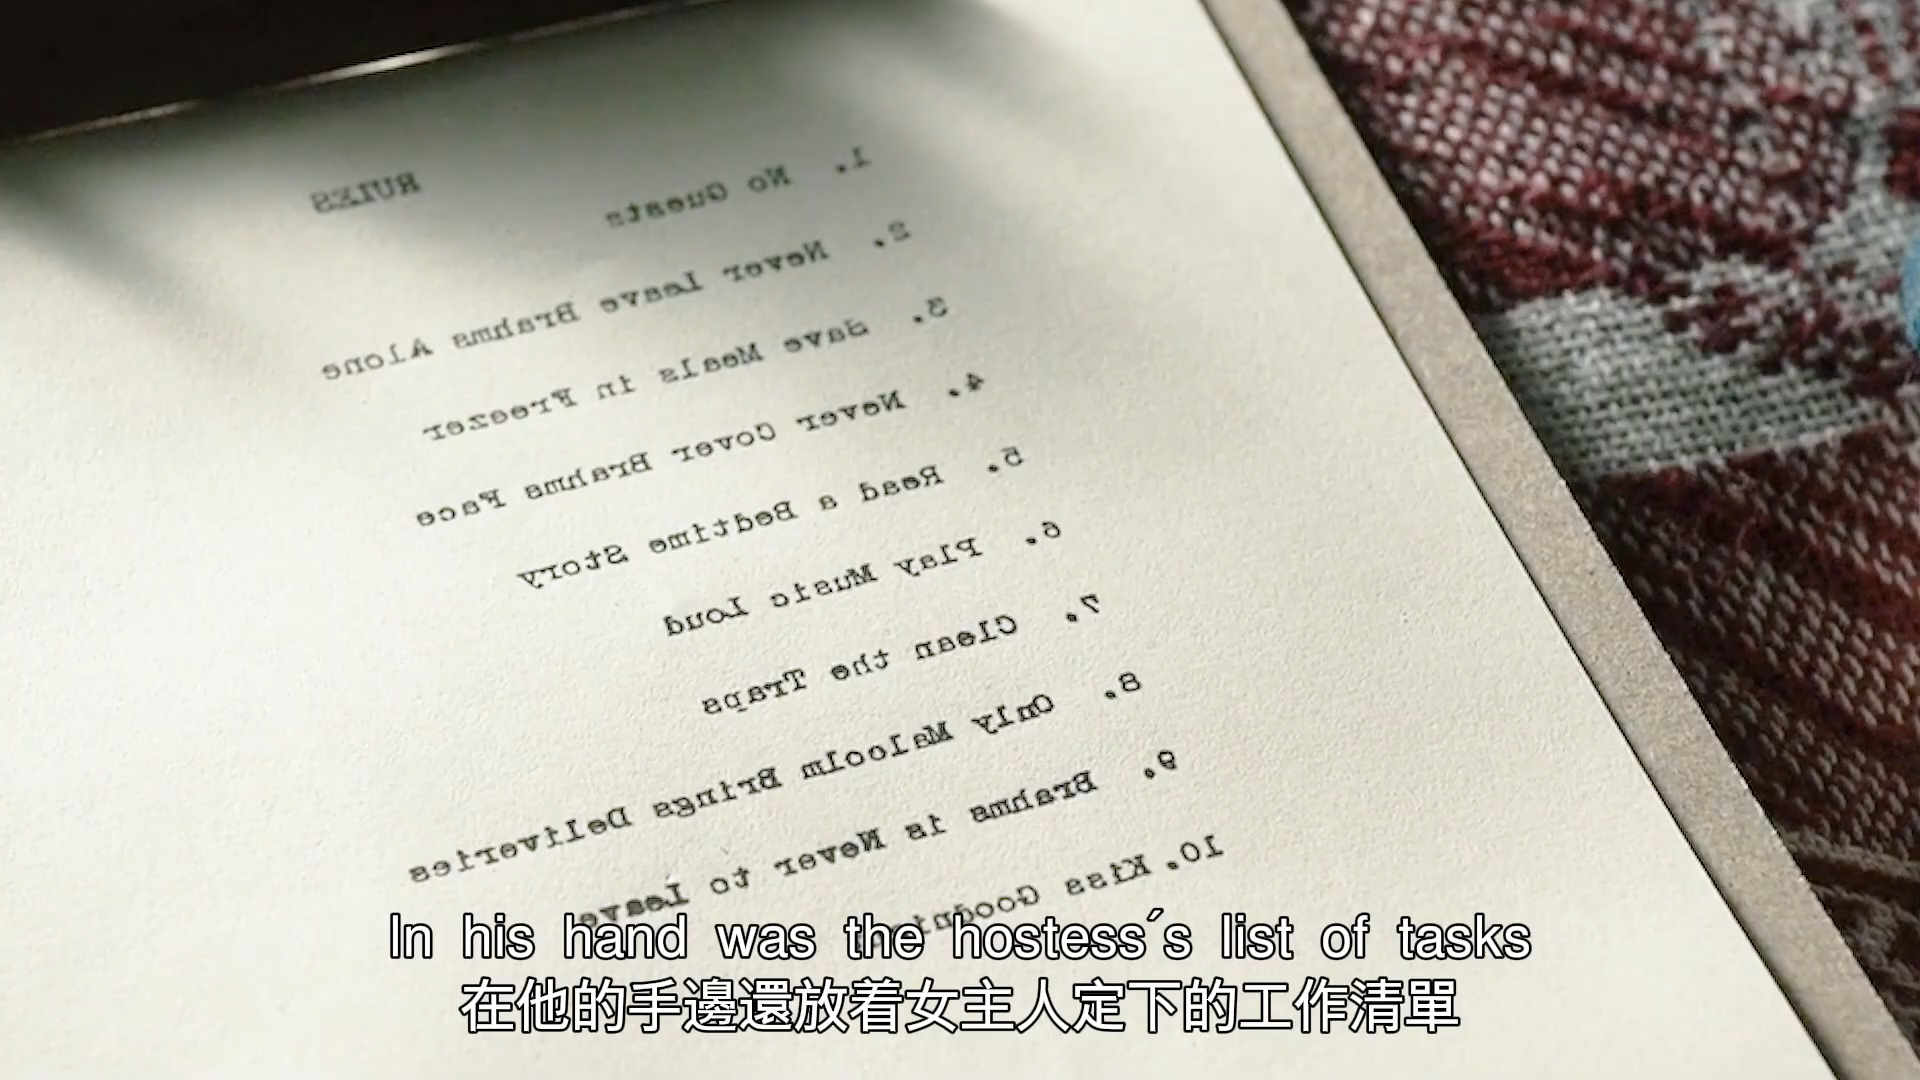 RULES
1. No Guests
2. Never Leave Brahms Alone
3. Save Meals in Freezer
4. Never Cover Brahms Face
5. Read a Bedtime Story
6. Play Music Loud
7. Clean the Traps
8. Only Malcolm Brings Deliveries
9. Brahms is Never to Leave
10. Kiss Goodnight
In his hand was the hostess´s list of tasks
在他的手邊還放着女主人定下的工作清單